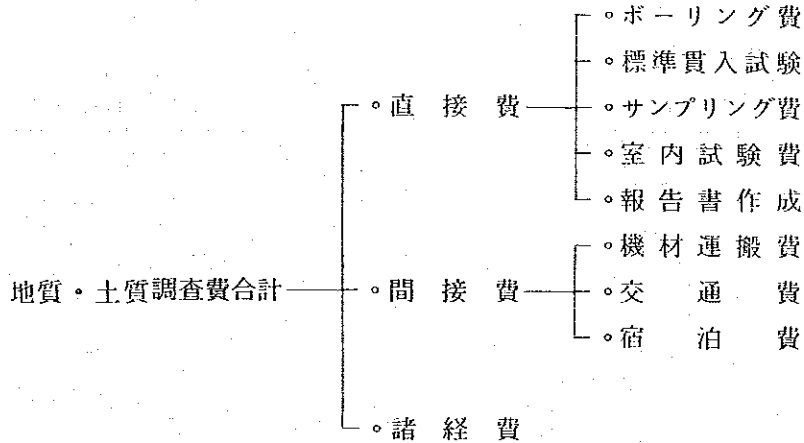 地質・土質調査費合計
。直接費
。ボーリング費
。標準貫入試験
。サンプリング費
。室内試験費
。報告書作成
。間接費
。機材運搬費
。交通費
。宿泊費
。諸経費